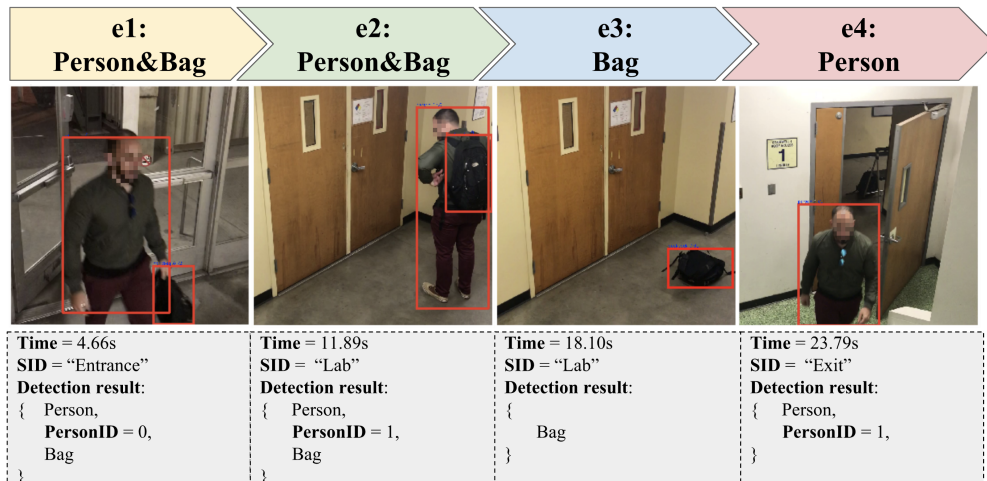 e1:
Person&Bag
e2:
Person&Bag
e3:
Bag
e4:
Person
1
Time = 4.66s
SID = “Entrance”
Detection result:
{ Person,
PersonID = 0,
Bag
}
Time = 11.89s
SID = “Lab”
Detection result:
{ Person,
PersonID = 1,
Bag
}
Time = 18.10s
SID = “Lab”
Detection result:
{
Bag
}
Time = 23.79s
SID = “Exit”
Detection result:
{ Person,
PersonID = 1,
}